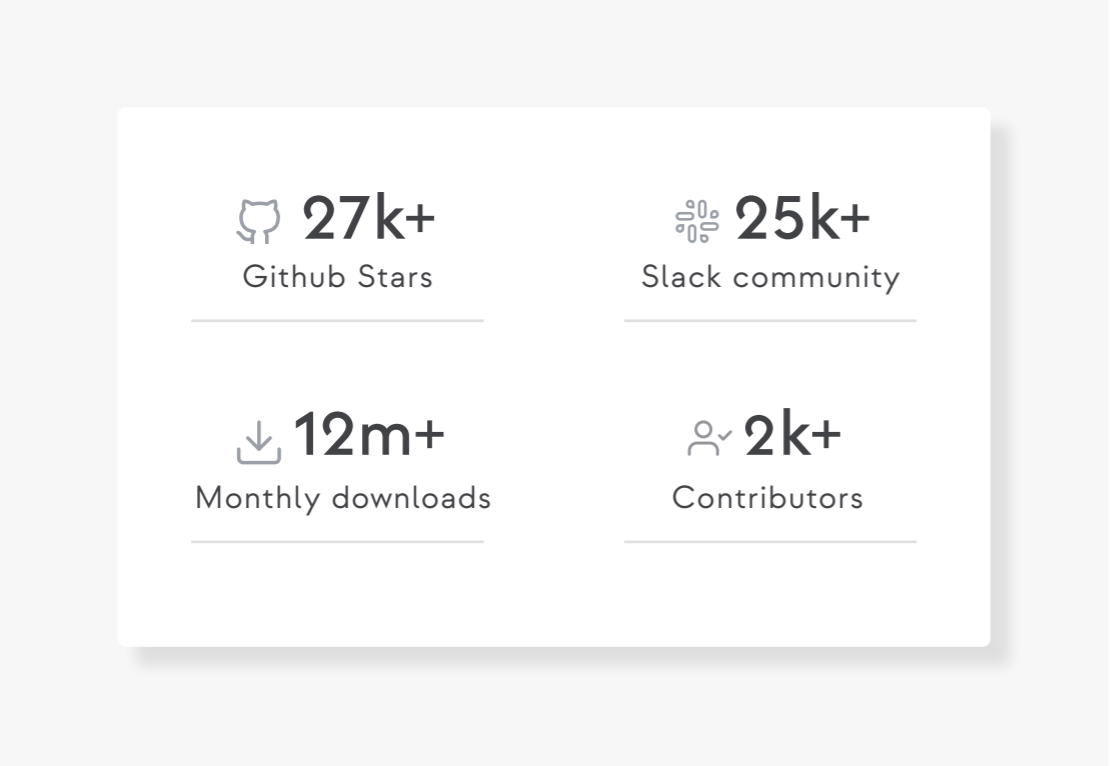 27k+
Github Stars
25k+
Slack community
12m+
Monthly downloads
2k+
Contributors